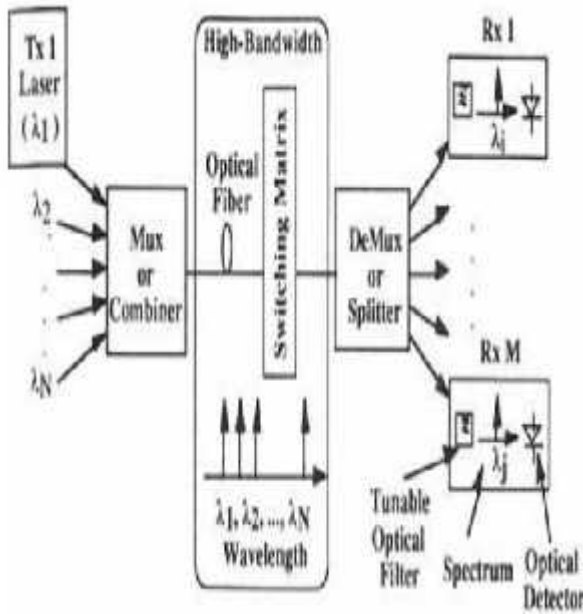 Tx 1
Laser
(λ1)
λ2
λN
Mux
or
Combiner
High-Bandwidth
Optical
Fiber
Switching Matrix
λ1, λ2, ..., λN
Wavelength
DeMux
or
Splitter
Rx 1
λi
Rx M
λj
Tunable
Optical
Filter
Spectrum
Optical
Detector